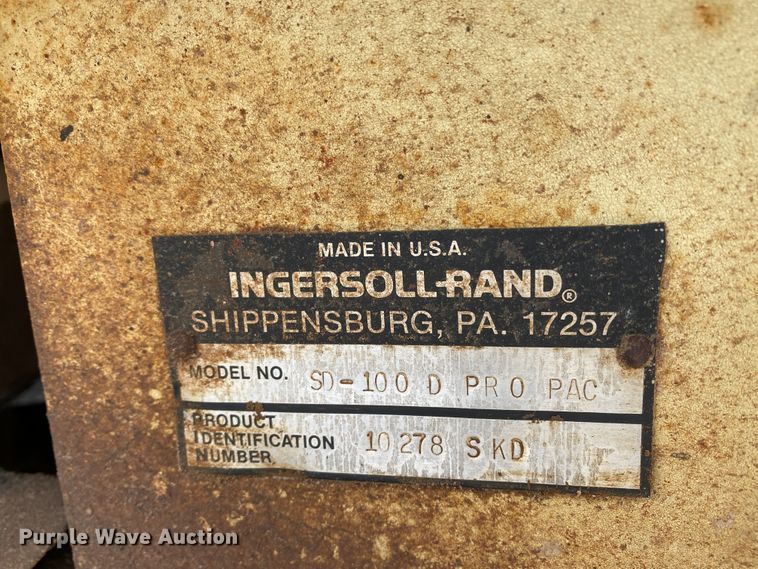 MADE IN U.S.A.
INGERSOLL-RAND®
SHIPPENSBURG, PA. 17257
MODEL NO. SD-100 D PRO PAC
PRODUCT
IDENTIFICATION
NUMBER 10278 SKD
Purple Wave Auction